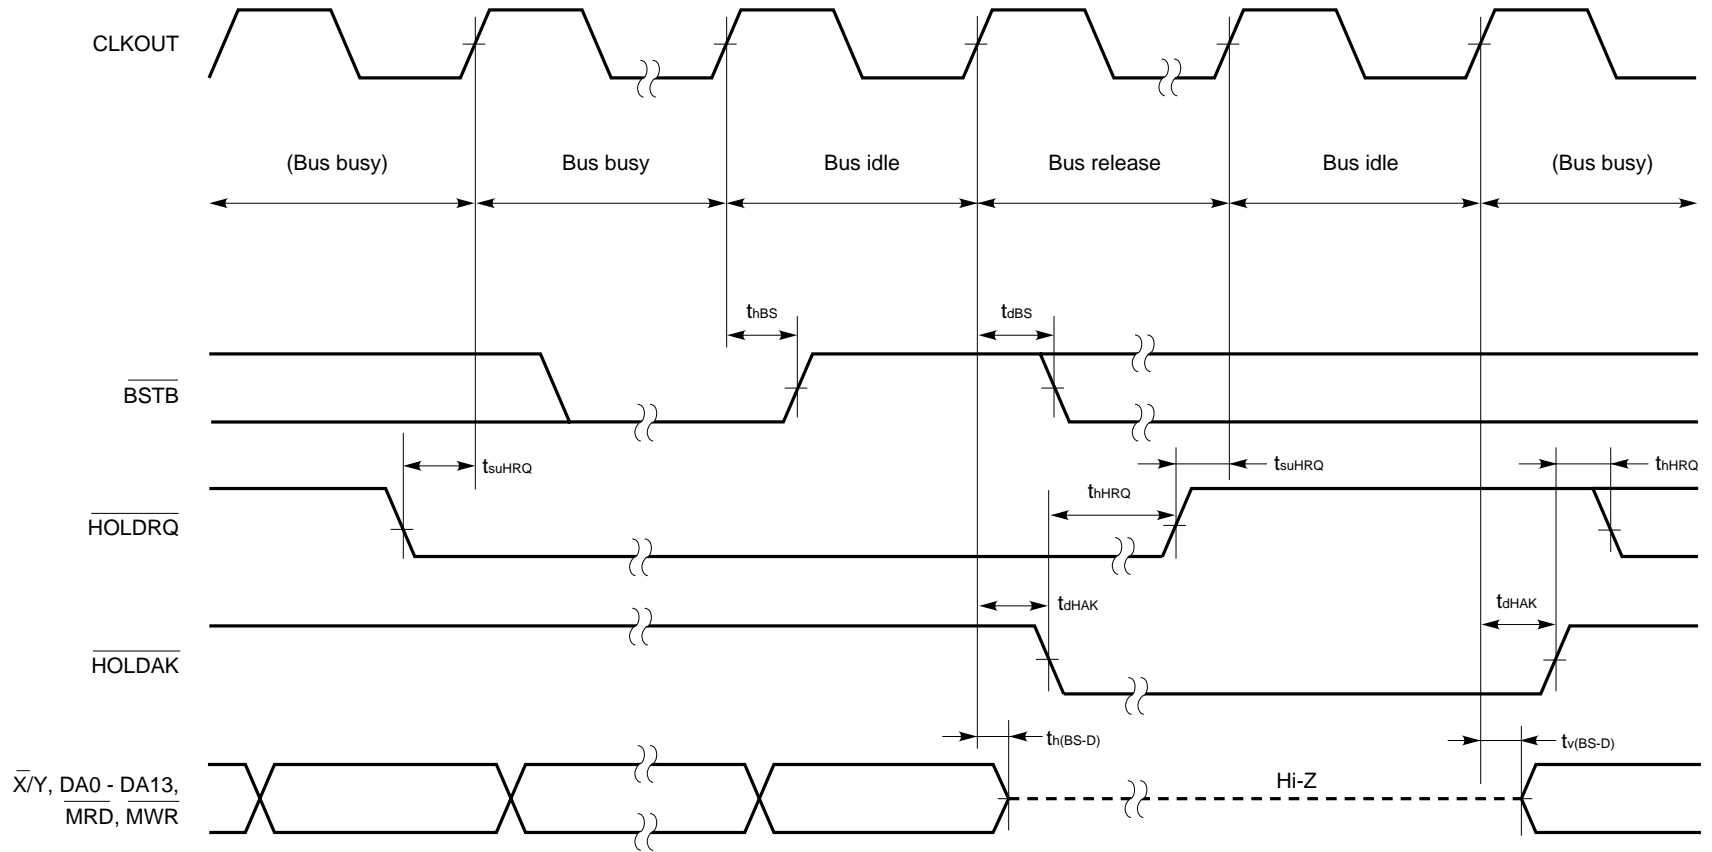 CLKOUT
(Bus busy) Bus busy Bus idle Bus release Bus idle (Bus busy)
thBS tdBS
BSTB
tsuHRQ tsuHRQ thHRQ
thHRQ
HOLDRQ
tdHAK tdHAK
HOLDAK
th(BS-D) tv(BS-D)
X/Y, DA0 - DA13, Hi-Z
MRD, MWR